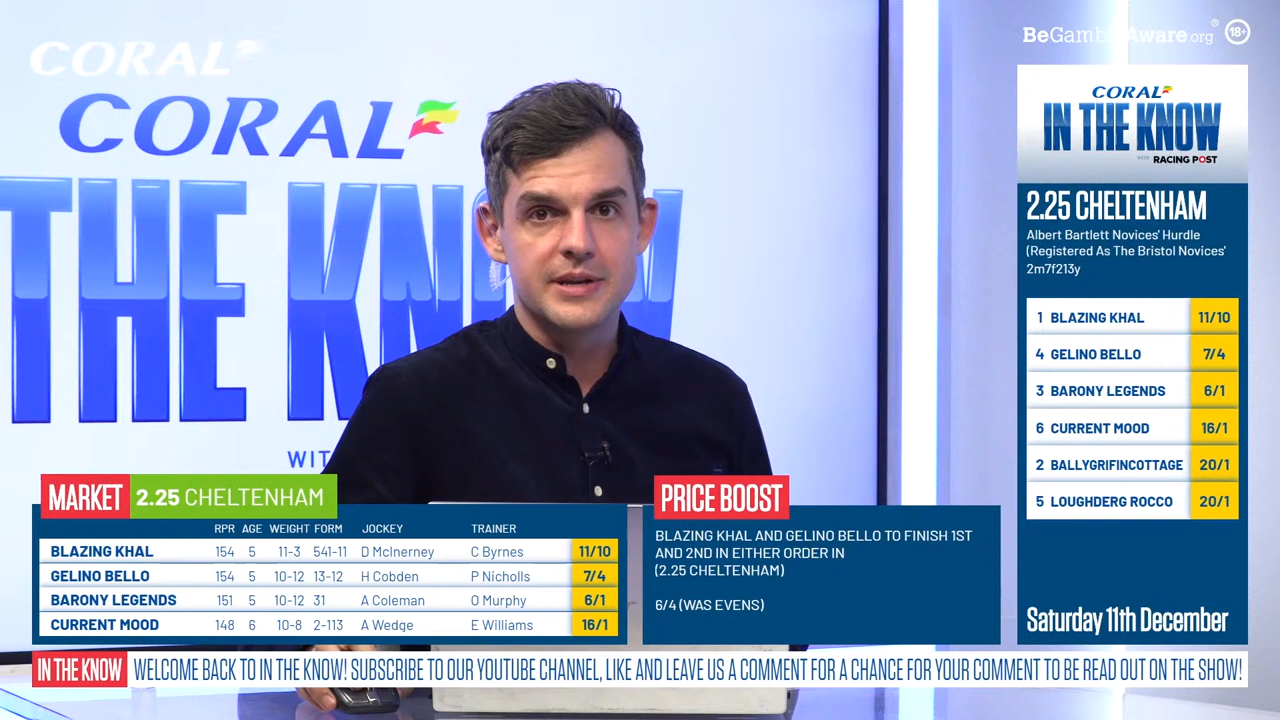 CORAL
BeGambleAware.org® 18+
CORAL
THE KNOW
WIT
CORAL
IN THE KNOW
WITH RACING POST
2.25 CHELTENHAM
Albert Bartlett Novices' Hurdle
(Registered As The Bristol Novices'
2m7f213y
1 BLAZING KHAL 11/10
4 GELINO BELLO 7/4
3 BARONY LEGENDS 6/1
6 CURRENT MOOD 16/1
2 BALLYGRIFINCOTTAGE 20/1
5 LOUGHDERG ROCCO 20/1
Saturday 11th December
MARKET 2.25 CHELTENHAM
RPR AGE WEIGHT FORM JOCKEY TRAINER
BLAZING KHAL 154 5 11-3 541-11 D McInerney C Byrnes 11/10
GELINO BELLO 154 5 10-12 13-12 H Cobden P Nicholls 7/4
BARONY LEGENDS 151 5 10-12 31 A Coleman O Murphy 6/1
CURRENT MOOD 148 6 10-8 2-113 A Wedge E Williams 16/1
PRICE BOOST
BLAZING KHAL AND GELINO BELLO TO FINISH 1ST
AND 2ND IN EITHER ORDER IN
(2.25 CHELTENHAM)
6/4 (WAS EVENS)
IN THE KNOW WELCOME BACK TO IN THE KNOW! SUBSCRIBE TO OUR YOUTUBE CHANNEL, LIKE AND LEAVE US A COMMENT FOR A CHANCE FOR YOUR COMMENT TO BE READ OUT ON THE SHOW!